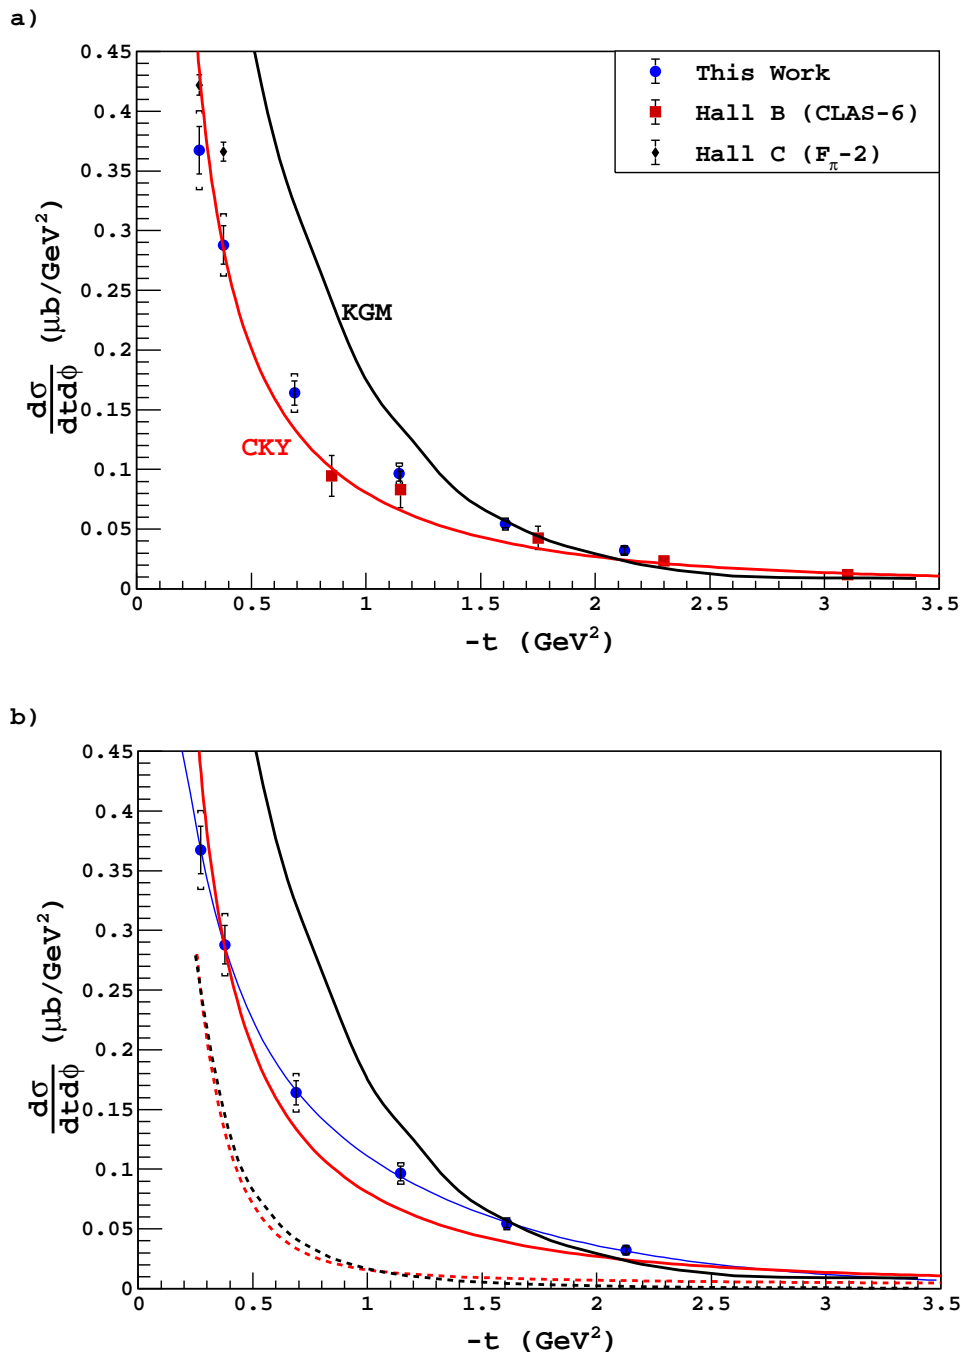 a)
0.45
0.4
0.35
0.3
0.25
0.2
0.15
0.1
0.05
0
0 0.5 1 1.5 2 2.5 3 3.5
-t (GeV²)
dσ/dtdϕ (μb/GeV²)
This Work
Hall B (CLAS-6)
Hall C (Fπ-2)
KGM
CKY
b)
0.45
0.4
0.35
0.3
0.25
0.2
0.15
0.1
0.05
0
0 0.5 1 1.5 2 2.5 3 3.5
-t (GeV²)
dσ/dtdϕ (μb/GeV²)